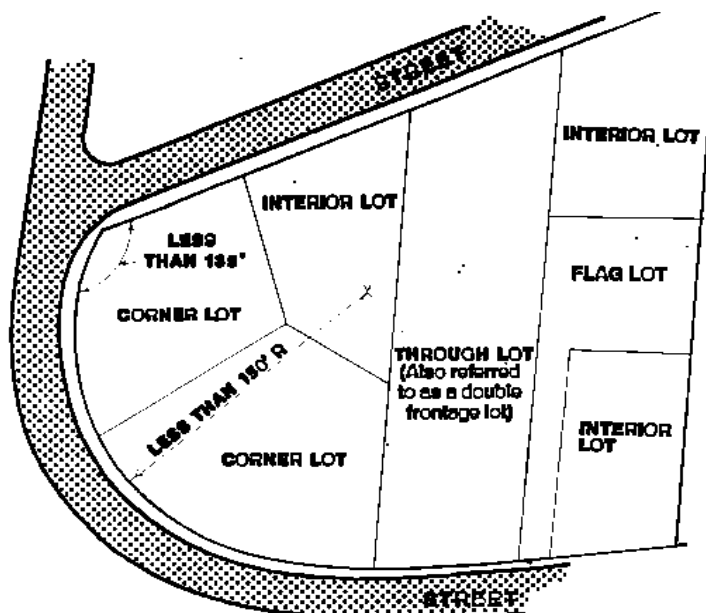 STREET
INTERIOR LOT
INTERIOR LOT
LESS
THAN 135°
FLAG LOT
CORNER LOT
THROUGH LOT
(Also referred
to as a double
frontage lot)
LESS THAN 150' R
INTERIOR
LOT
CORNER LOT
STREET